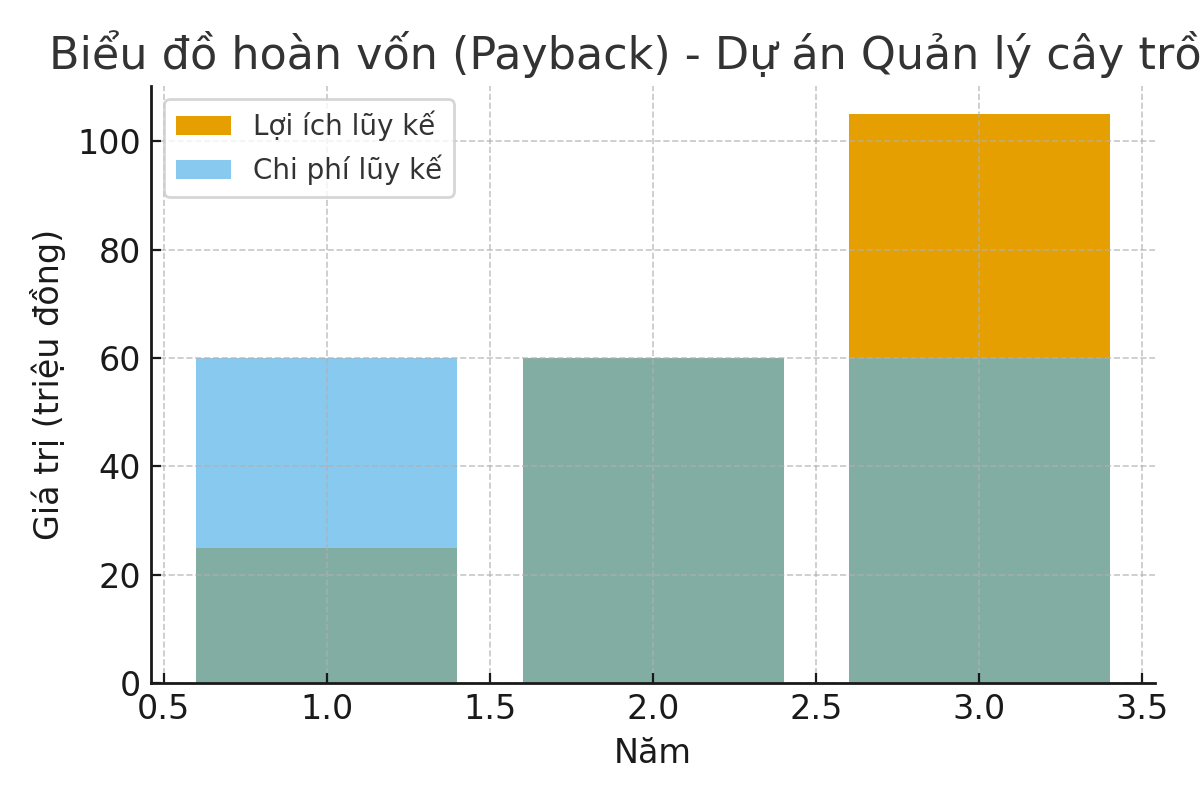 Biểu đồ hoàn vốn (Payback) - Dự án Quản lý cây trồ
Lợi ích lũy kế
Chi phí lũy kế
Giá trị (triệu đồng)
100
80
60
40
20
0
0.5 1.0 1.5 2.0 2.5 3.0 3.5
Năm